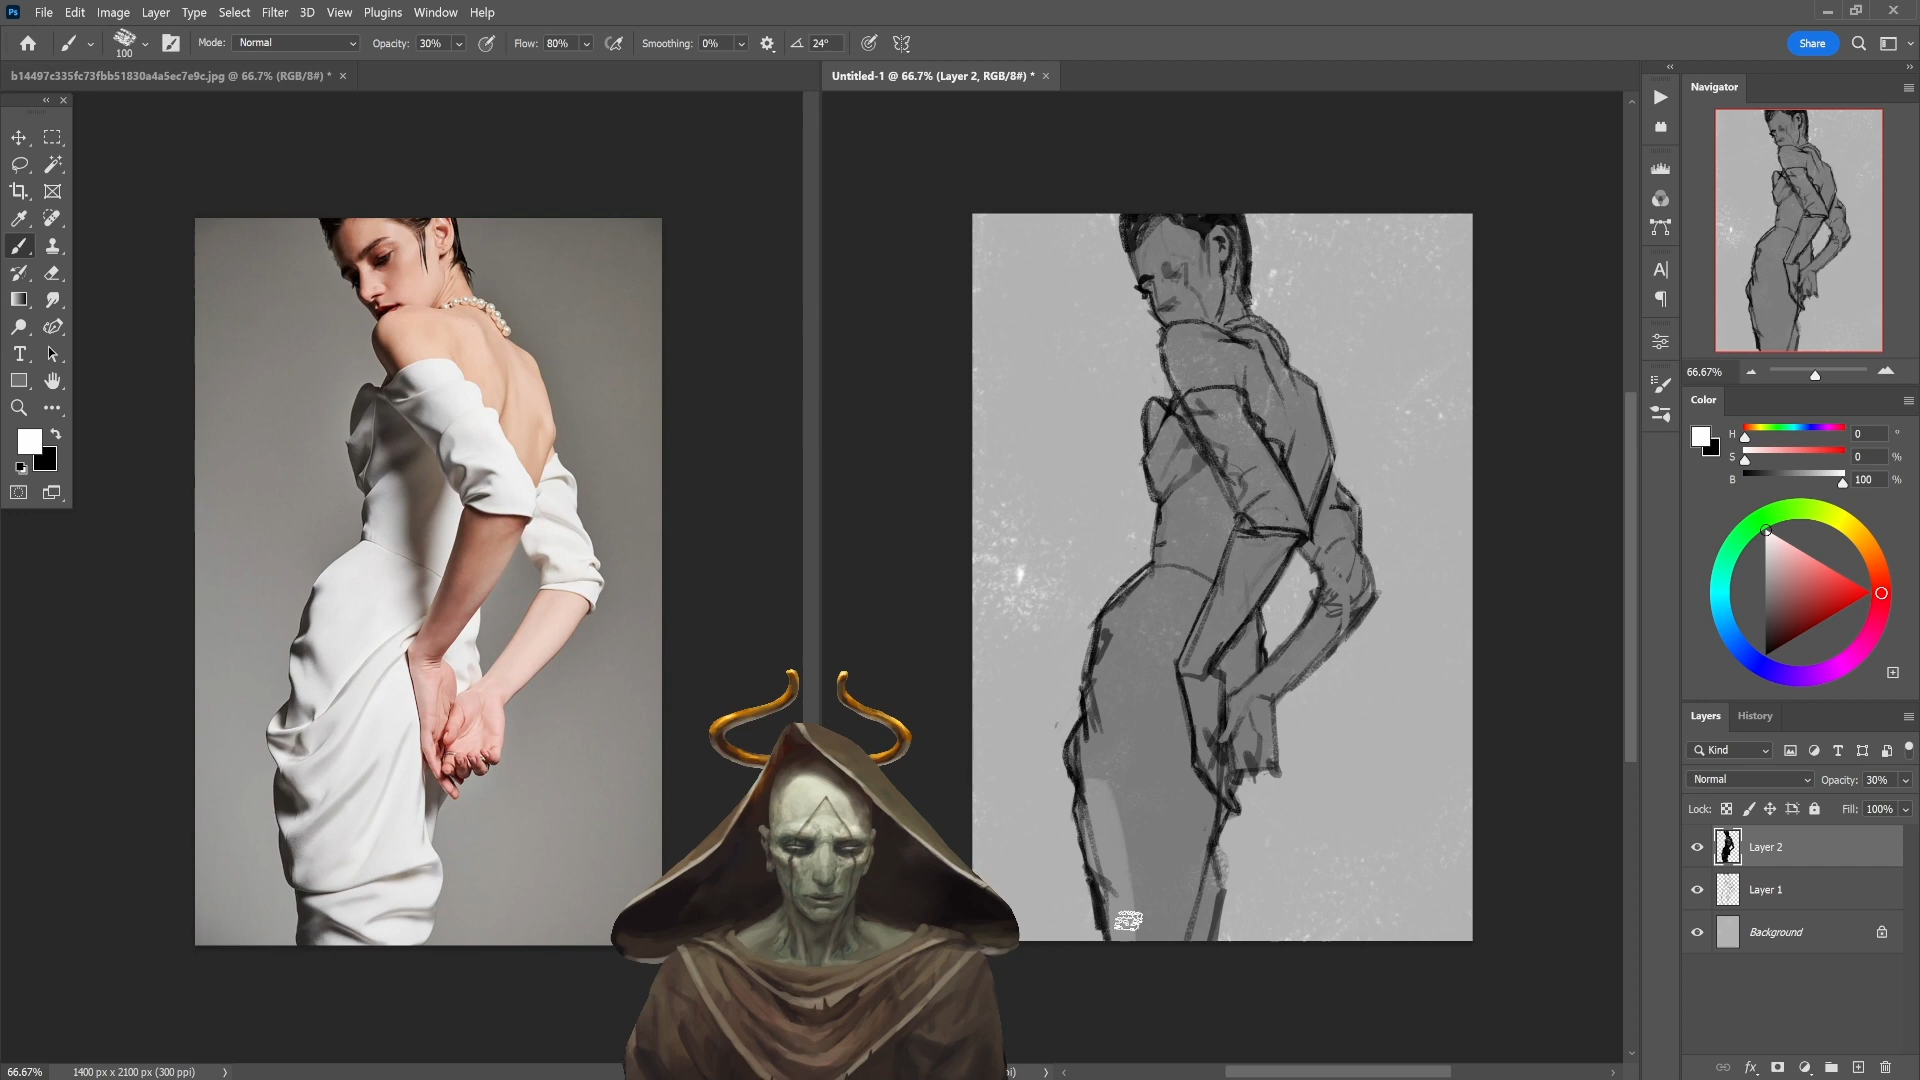 Ps File Edit Image Layer Type Select Filter 3D View Plugins Window Help
100 Mode: Normal Opacity: 30% Flow: 80% Smoothing: 0% 24° Share
b14497c335fc73fbb51830a4a5ec7e9c.jpg @ 66.7% (RGB/8#) * ×
Untitled-1 @ 66.7% (Layer 2, RGB/8#) * ×
Navigator
66.67%
Color
H 0 °
S 0 %
B 100 %
Layers History
Kind
Normal Opacity: 30%
Lock: Fill: 100%
Layer 2
Layer 1
Background
fx
66.67% 1400 px x 2100 px (300 ppi)
pi)